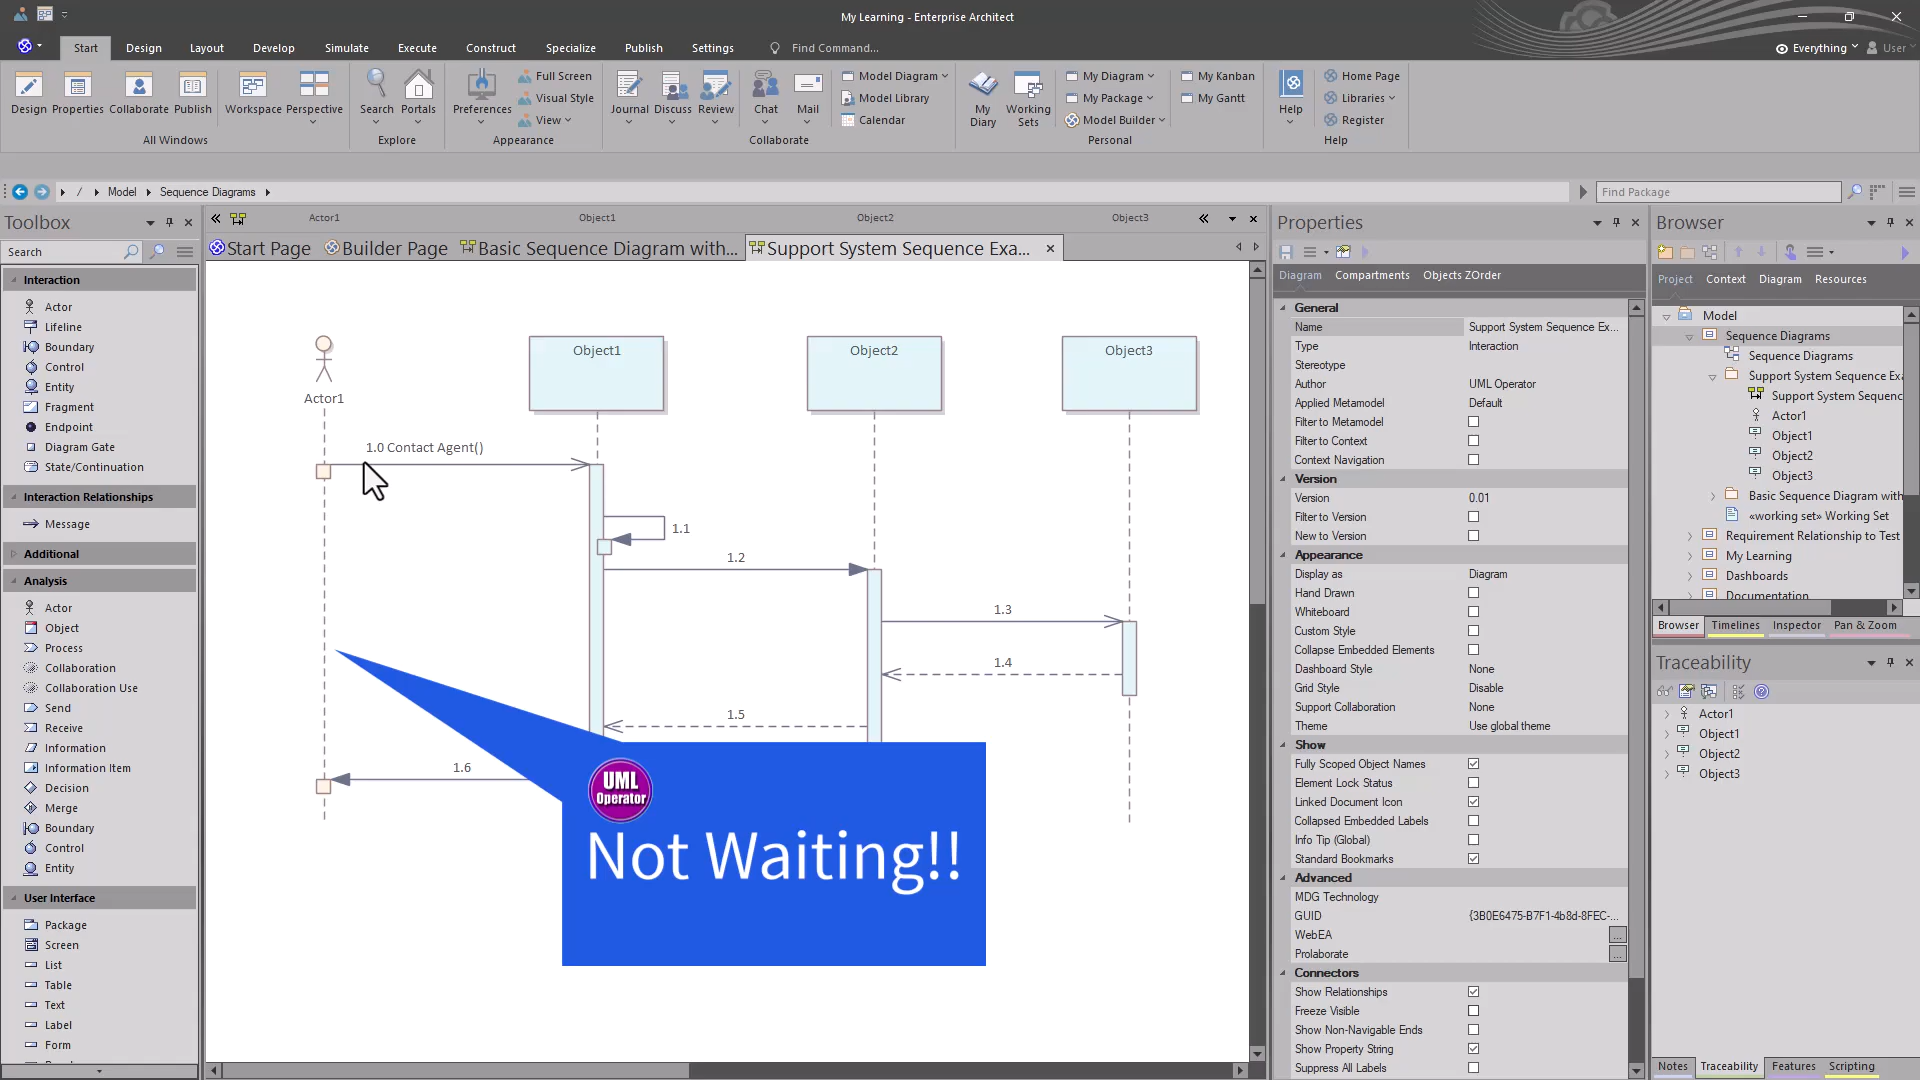 My Learning - Enterprise Architect
Start
Design
Layout
Develop
Simulate
Execute
Construct
Specialize
Publish
Settings
Find Command...
Everything
User
Design
Properties
Collaborate
Publish
Workspace
Perspective
All Windows
Search
Portals
Explore
Preferences
Full Screen
Visual Style
View
Appearance
Journal
Discuss
Review
Chat
Mail
Model Diagram
Model Library
Calendar
Collaborate
My
Diary
Working
Sets
My Diagram
My Package
Model Builder
My Kanban
My Gantt
Personal
Help
Home Page
Libraries
Register
Help
/
Model
Sequence Diagrams
Find Package
Toolbox
Search
Interaction
Actor
Lifeline
Boundary
Control
Entity
Fragment
Endpoint
Diagram Gate
State/Continuation
Interaction Relationships
Message
Additional
Analysis
Actor
Object
Process
Collaboration
Collaboration Use
Send
Receive
Information
Information Item
Decision
Merge
Boundary
Control
Entity
User Interface
Package
Screen
List
Table
Text
Label
Form
Actor1
Object1
Object2
Object3
Start Page
Builder Page
Basic Sequence Diagram with...
Support System Sequence Exa...
Actor1
Object1
Object2
Object3
1.0 Contact Agent()
1.1
1.2
1.3
1.4
1.5
1.6
UML
Operator
Not Waiting!!
Properties
Diagram
Compartments
Objects ZOrder
General
Name Support System Sequence Ex...
Type Interaction
Stereotype
Author UML Operator
Applied Metamodel Default
Filter to Metamodel
Filter to Context
Context Navigation
Version
Version 0.01
Filter to Version
New to Version
Appearance
Display as Diagram
Hand Drawn
Whiteboard
Custom Style
Collapse Embedded Elements
Dashboard Style None
Grid Style Disable
Support Collaboration None
Theme Use global theme
Show
Fully Scoped Object Names
Element Lock Status
Linked Document Icon
Collapsed Embedded Labels
Info Tip (Global)
Standard Bookmarks
Advanced
MDG Technology
GUID {3B0E6475-B7F1-4b8d-8FEC-...
WebEA ...
Prolaborate ...
Connectors
Show Relationships
Freeze Visible
Show Non-Navigable Ends
Show Property String
Suppress All Labels
Browser
Project
Context
Diagram
Resources
Model
Sequence Diagrams
Sequence Diagrams
Support System Sequence Exa
Support System Sequenc
Actor1
Object1
Object2
Object3
Basic Sequence Diagram with
«working set» Working Set
Requirement Relationship to Test
My Learning
Dashboards
Documentation
Browser
Timelines
Inspector
Pan & Zoom
Traceability
Actor1
Object1
Object2
Object3
Notes
Traceability
Features
Scripting